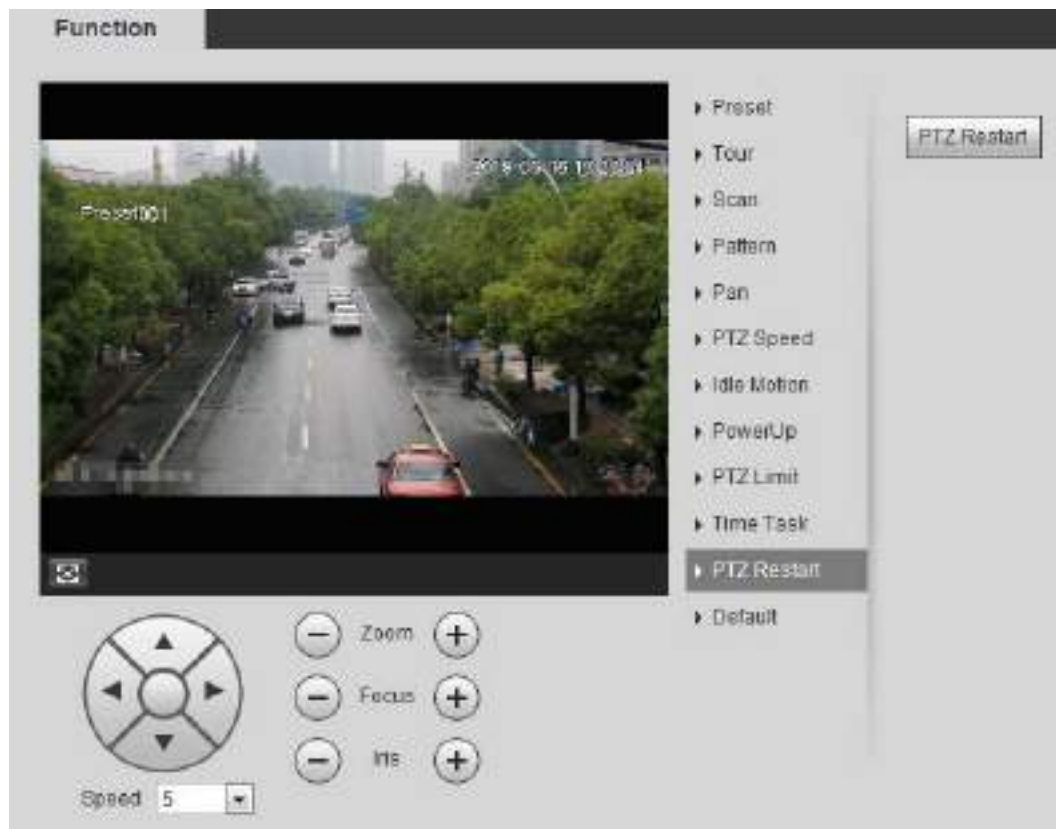 Function
Preset001
Preset
Tour
Scan
Pattern
Pan
PTZ Speed
Idle Motion
PowerUp
PTZ Limit
Time Task
PTZ Restart
Default
PTZ Restart
Zoom
Focus
Iris
Speed 5